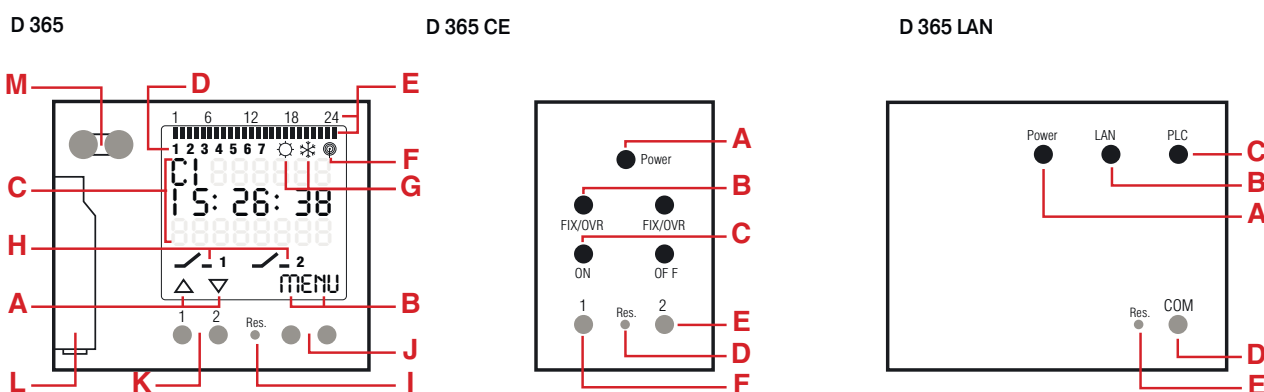 D 365
D 365 CE
D 365 LAN
M D E
1 6 12 18 24
1 2 3 4 5 6 7
F
G
C
CI
15:26:38
H
1 2
A
MENU
B
1 2 Res.
J
L K I
A
Power
B
FIX/OVR FIX/OVR
C
ON OF F
1 Res. 2
E
D
F
Power LAN PLC
C
B
A
Res. COM
D
E